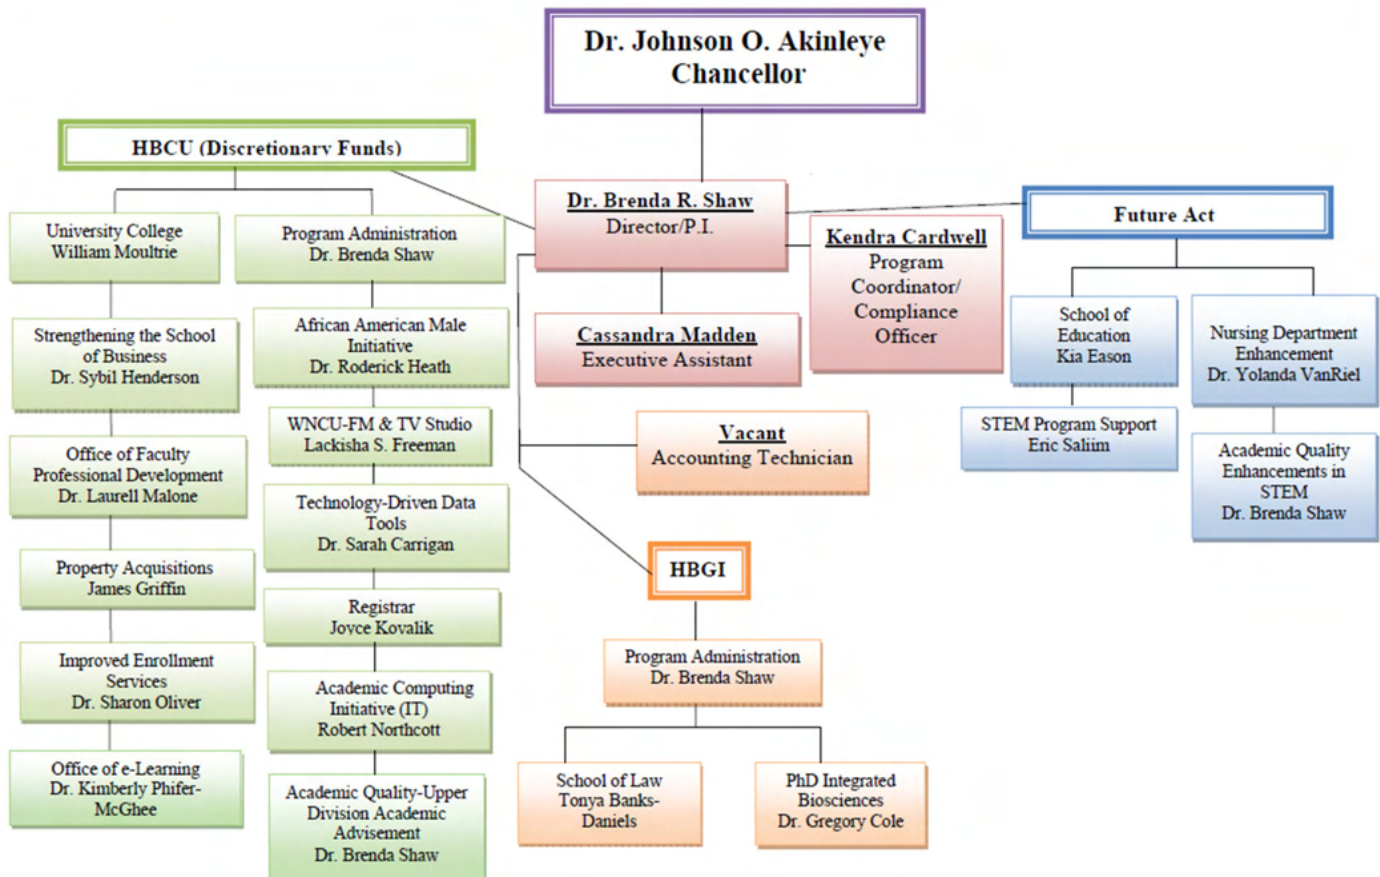 Dr. Johnson O. Akinleye
Chancellor
HBCU (Discretionary Funds)
Dr. Brenda R. Shaw
Director/P.I.
Future Act
Kendra Cardwell
Program
Coordinator/
Compliance
Officer
Cassandra Madden
Executive Assistant
Vacant
Accounting Technician
University College
William Moultrie
Strengthening the School
of Business
Dr. Sybil Henderson
Office of Faculty
Professional Development
Dr. Laurell Malone
Property Acquisitions
James Griffin
Improved Enrollment
Services
Dr. Sharon Oliver
Office of e-Learning
Dr. Kimberly Phifer-
McGhee
Program Administration
Dr. Brenda Shaw
African American Male
Initiative
Dr. Roderick Heath
WNCU-FM & TV Studio
Lackisha S. Freeman
Technology-Driven Data
Tools
Dr. Sarah Carrigan
Registrar
Joyce Kovalik
Academic Computing
Initiative (IT)
Robert Northcott
Academic Quality-Upper
Division Academic
Advisement
Dr. Brenda Shaw
HBGI
Program Administration
Dr. Brenda Shaw
School of Law
Tonya Banks-
Daniels
PhD Integrated
Biosciences
Dr. Gregory Cole
School of
Education
Kia Eason
STEM Program Support
Eric Saliim
Nursing Department
Enhancement
Dr. Yolanda VanRiel
Academic Quality
Enhancements in
STEM
Dr. Brenda Shaw